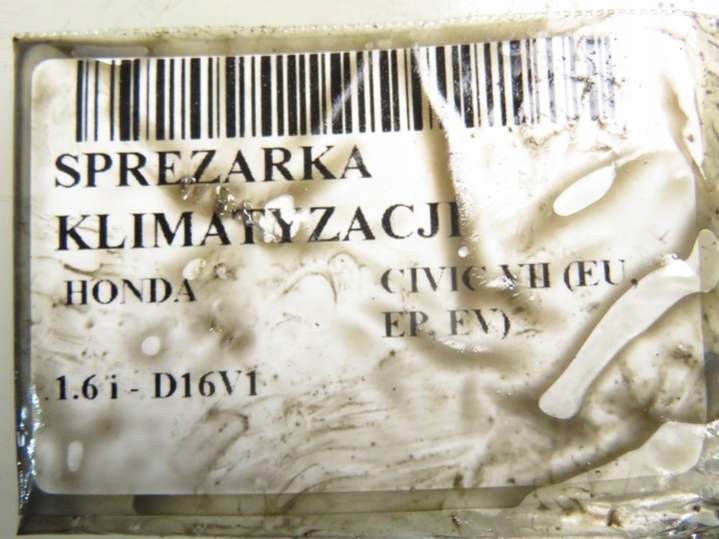 SPREZARKA
KLIMATYZACJI
HONDA CIVIC VII (EU,
EP, EV)
1.6 i - D16V1